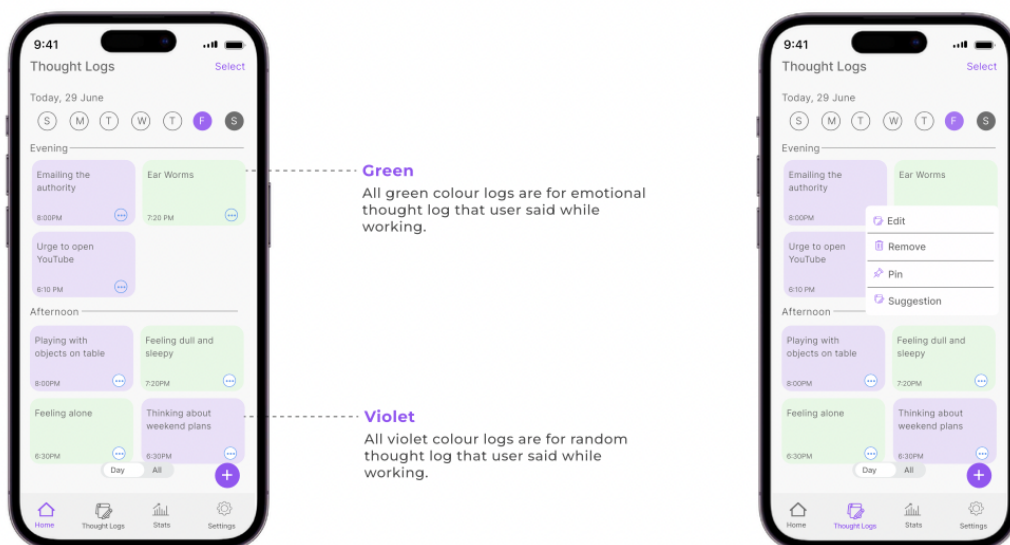 9:41
Thought Logs Select
Today, 29 June
S M T W T F S
Evening
Emailing the
authority
8:00PM
Ear Worms
7:20 PM
Urge to open
YouTube
6:10 PM
Afternoon
Playing with
objects on table
8:00PM
Feeling dull and
sleepy
7:20PM
Feeling alone
6:30PM
Thinking about
weekend plans
6:30PM
Day All
+
Home Thought Logs Stats Settings
Green
All green colour logs are for emotional
thought log that user said while
working.
Violet
All violet colour logs are for random
thought log that user said while
working.
9:41
Thought Logs Select
Today, 29 June
S M T W T F S
Evening
Emailing the
authority
8:00PM
Ear Worms
Urge to open
YouTube
6:10 PM
Edit
Remove
Pin
Suggestion
Afternoon
Playing with
objects on table
8:00PM
Feeling dull and
sleepy
7:20PM
Feeling alone
6:30PM
Thinking about
weekend plans
6:30PM
Day All
+
Home Thought Logs Stats Settings